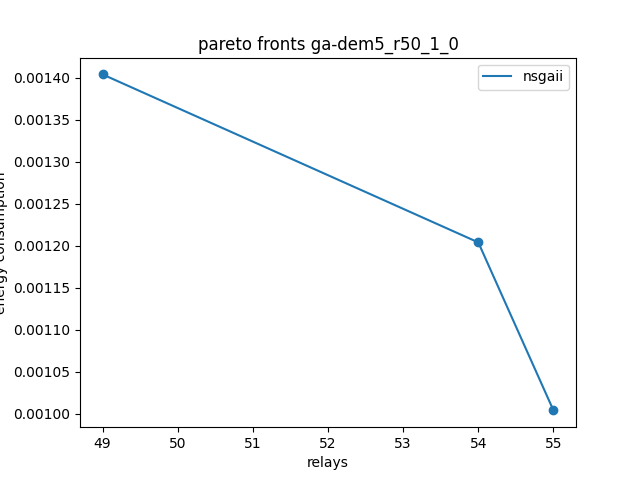 pareto fronts ga-dem5_r50_1_0
nsgaii
0.00140
0.00135
0.00130
0.00125
0.00120
0.00115
0.00110
0.00105
0.00100
energy consumption
49 50 51 52 53 54 55
relays